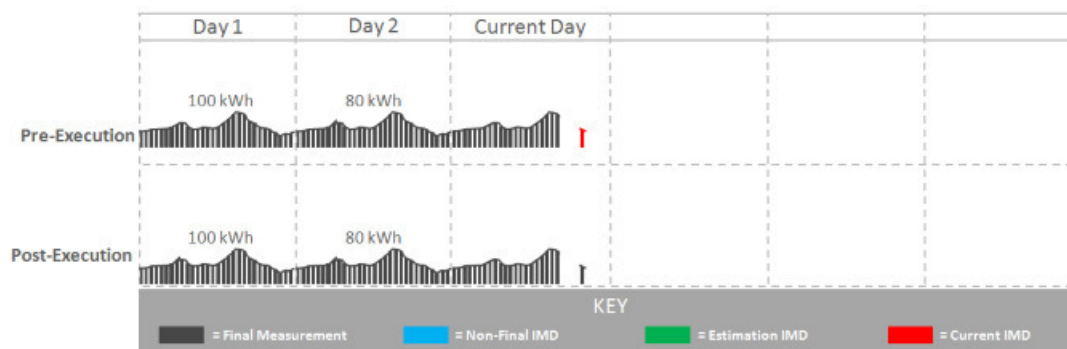 Day 1 Day 2 Current Day
100 kWh 80 kWh
Pre-Execution
100 kWh 80 kWh
Post-Execution
KEY
= Final Measurement = Non-Final IMD = Estimation IMD = Current IMD